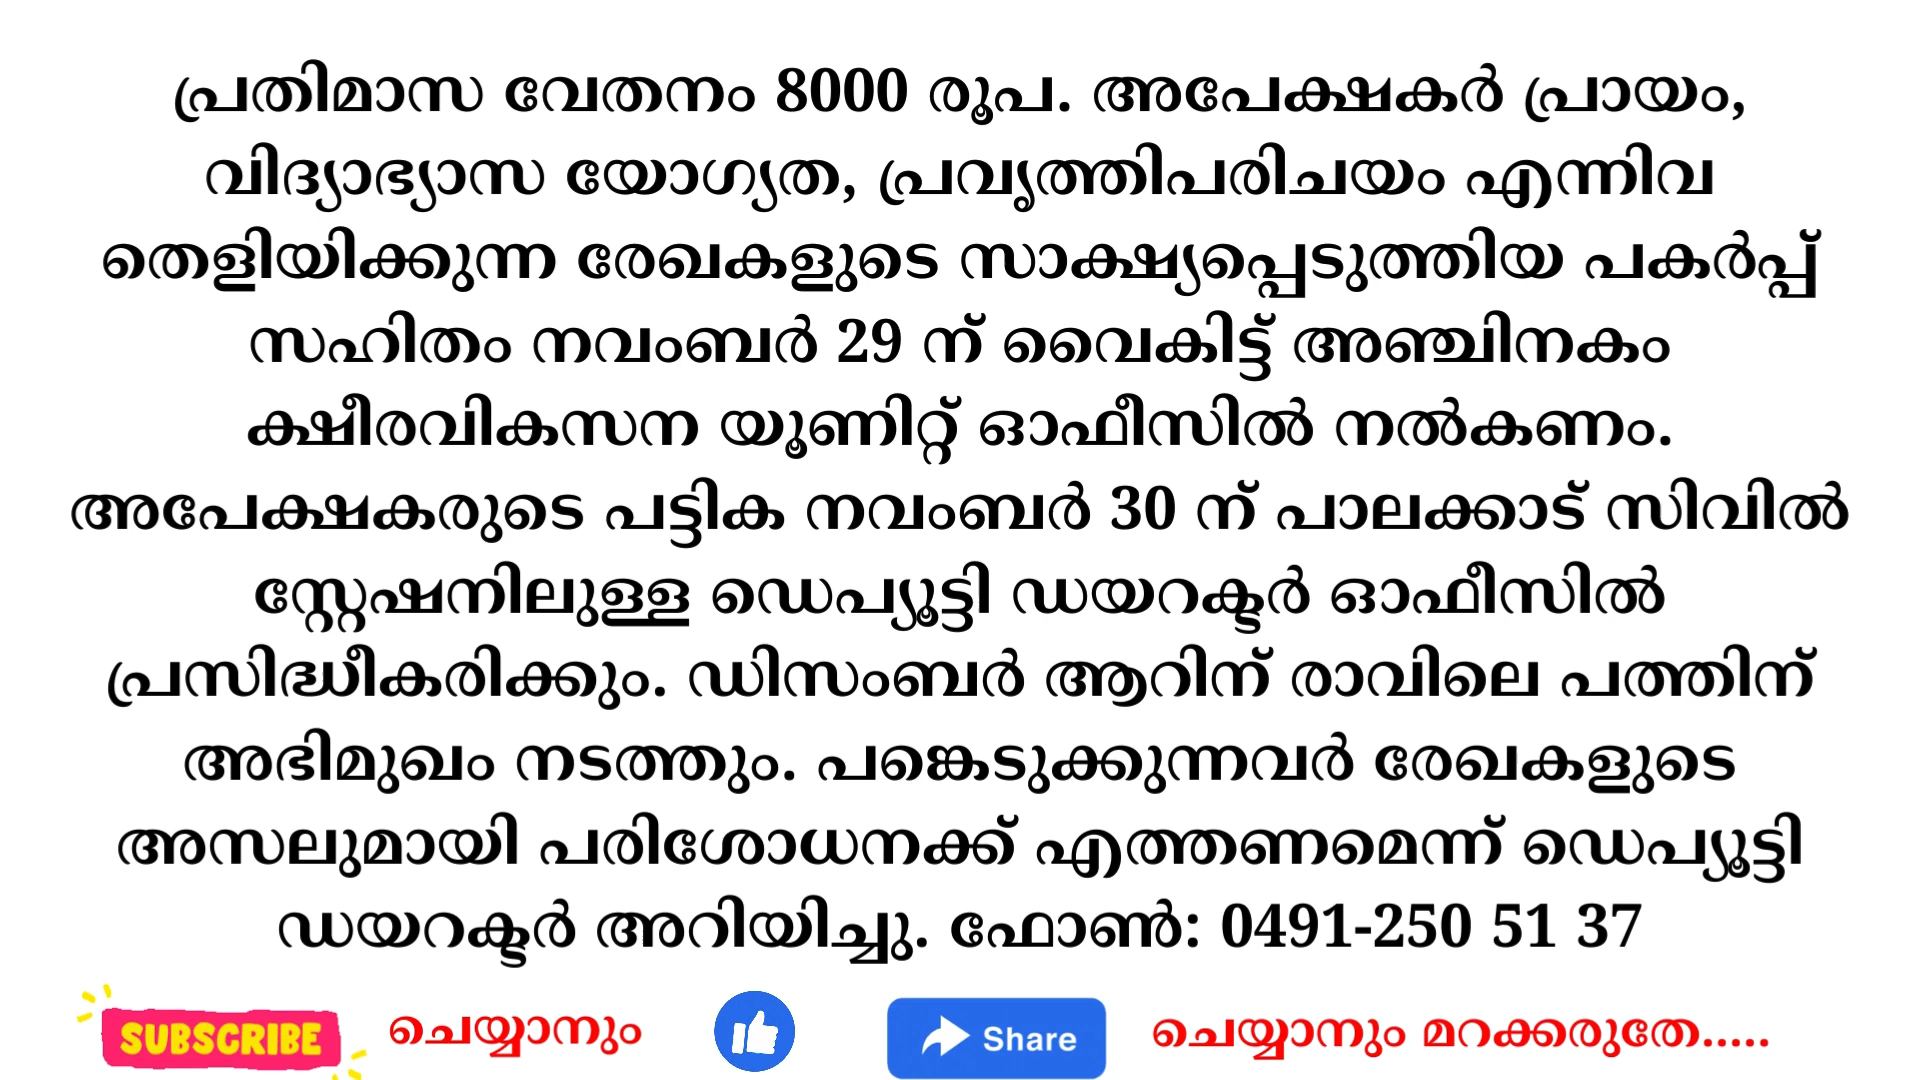 പ്രതിമാസ വേതനം 8000 രൂപ. അപേക്ഷകർ പ്രായം,
വിദ്യാഭ്യാസ യോഗ്യത, പ്രവൃത്തിപരിചയം എന്നിവ
തെളിയിക്കുന്ന രേഖകളുടെ സാക്ഷ്യപ്പെടുത്തിയ പകർപ്പ്
സഹിതം നവംബർ 29 ന് വൈകിട്ട് അഞ്ചിനകം
ക്ഷീരവികസന യൂണിറ്റ് ഓഫീസിൽ നൽകണം.
അപേക്ഷകരുടെ പട്ടിക നവംബർ 30 ന് പാലക്കാട് സിവിൽ
സ്റ്റേഷനിലുള്ള ഡെപ്യൂട്ടി ഡയറക്ടർ ഓഫീസിൽ
പ്രസിദ്ധീകരിക്കും. ഡിസംബർ ആറിന് രാവിലെ പത്തിന്
അഭിമുഖം നടത്തും. പങ്കെടുക്കുന്നവർ രേഖകളുടെ
അസലുമായി പരിശോധനക്ക് എത്തണമെന്ന് ഡെപ്യൂട്ടി
ഡയറക്ടർ അറിയിച്ചു. ഫോൺ: 0491-250 51 37
SUBSCRIBE ചെയ്യാനും Share ചെയ്യാനും മറക്കരുതേ.....